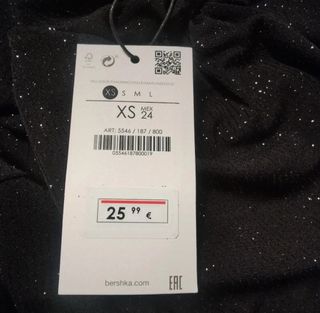 XS S M L
XS MEX 24
ART. 5546 / 187 / 800
05546187800019
25 99 €
bershka.com
EAC